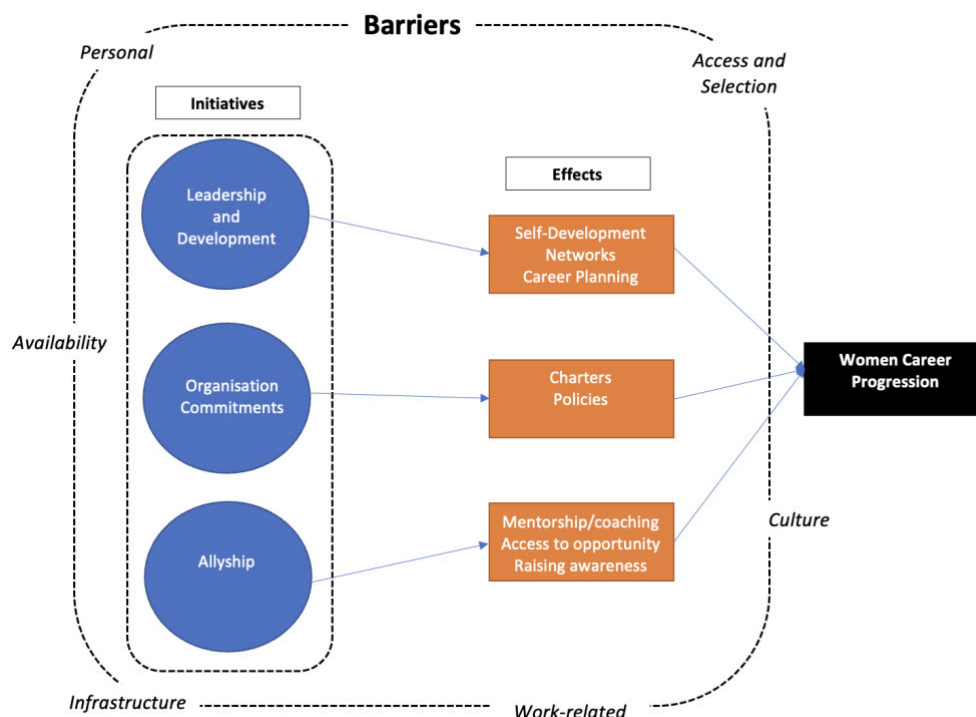 Barriers
Personal
Access and
Selection
Initiatives
Leadership
and
Development
Effects
Self-Development
Networks
Career Planning
Availability
Women Career
Progression
Organisation
Commitments
Charters
Policies
Allyship
Mentorship/coaching
Access to opportunity
Raising awareness
Culture
Infrastructure
Work-related